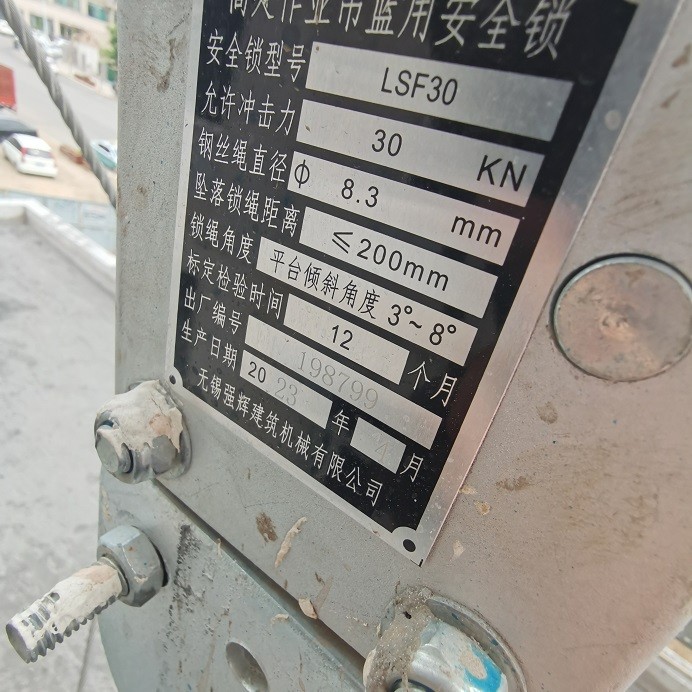 高处作业吊篮用安全锁
安全锁型号 LSF30
允许冲击力 30 KN
钢丝绳直径 ϕ 8.3 mm
坠落锁绳距离 ≤200mm
锁绳角度 平台倾斜角度 3°~8°
标定检验时间 12 个月
出厂编号 198799
生产日期 2023 年 月
无锡强辉建筑机械有限公司